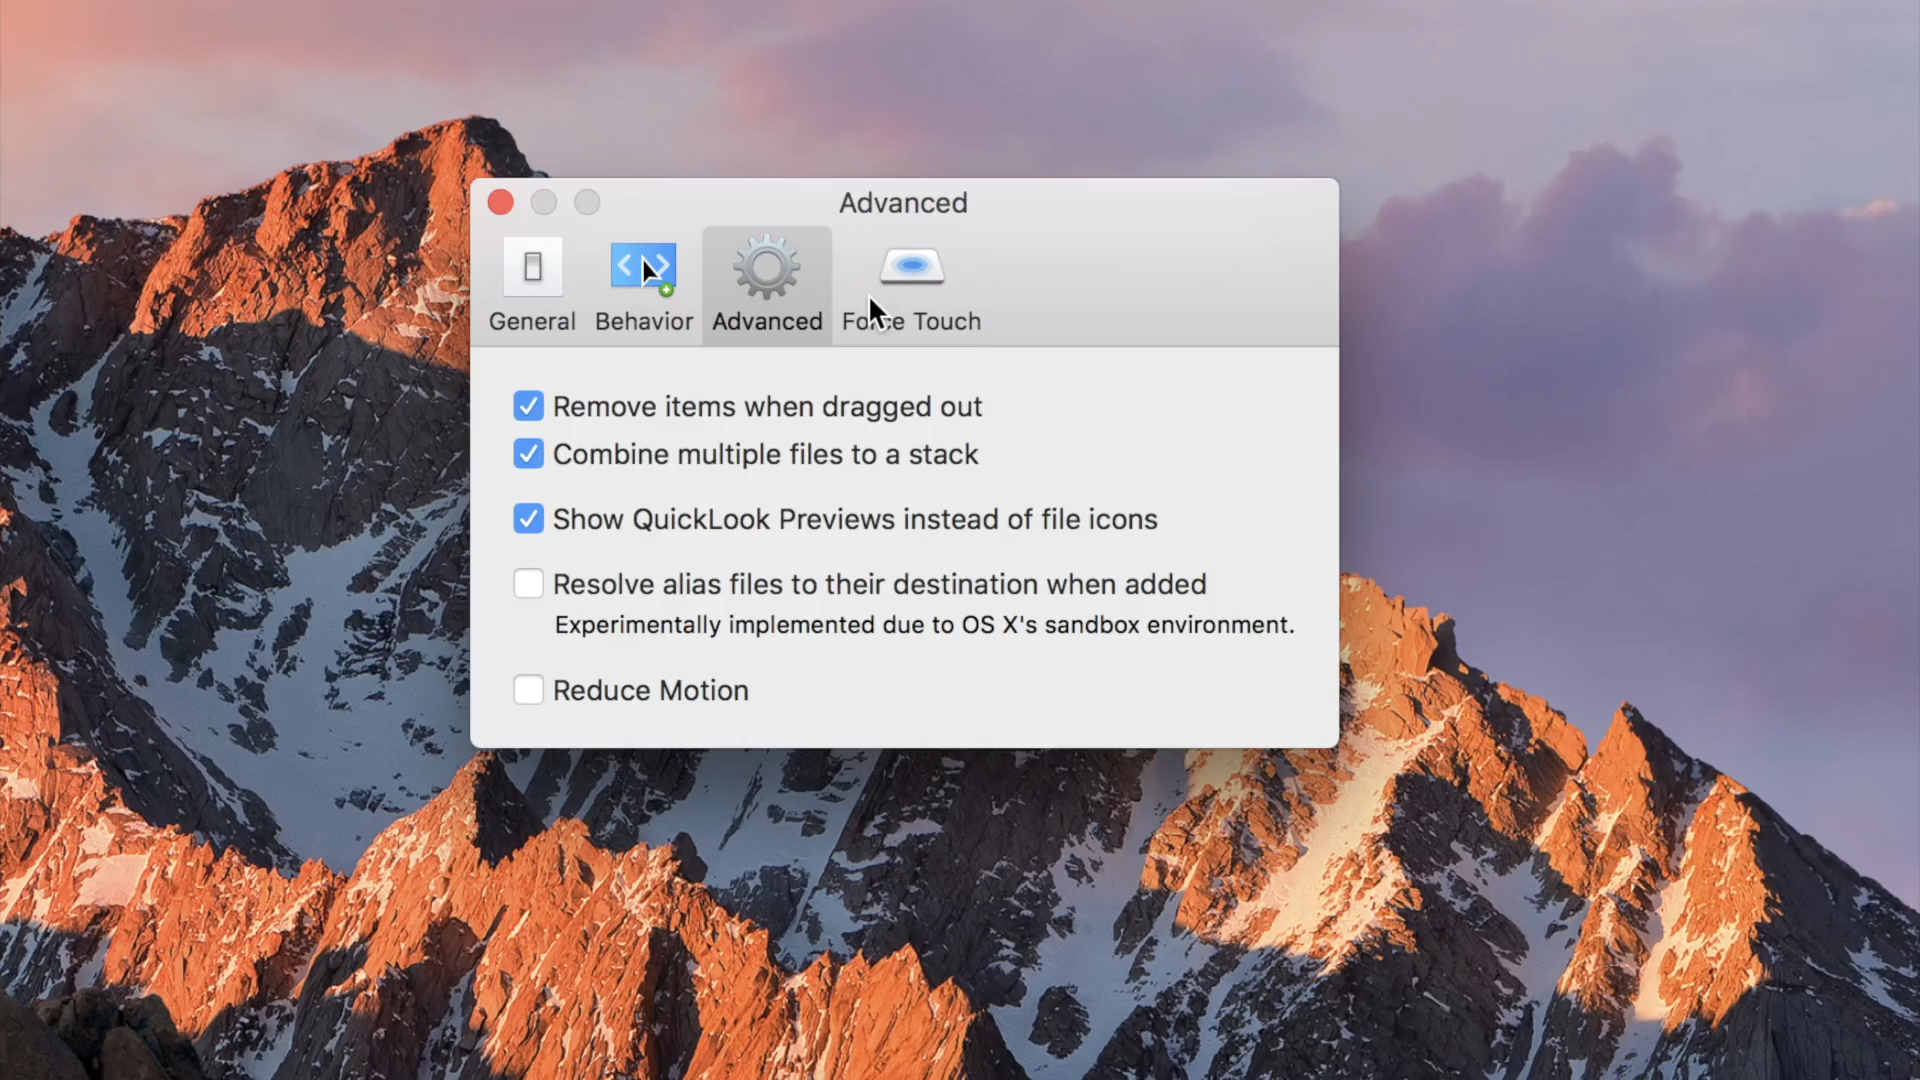 Advanced
General
Behavior
Advanced
Force Touch
Remove items when dragged out
Combine multiple files to a stack
Show QuickLook Previews instead of file icons
Resolve alias files to their destination when added
Experimentally implemented due to OS X's sandbox environment.
Reduce Motion